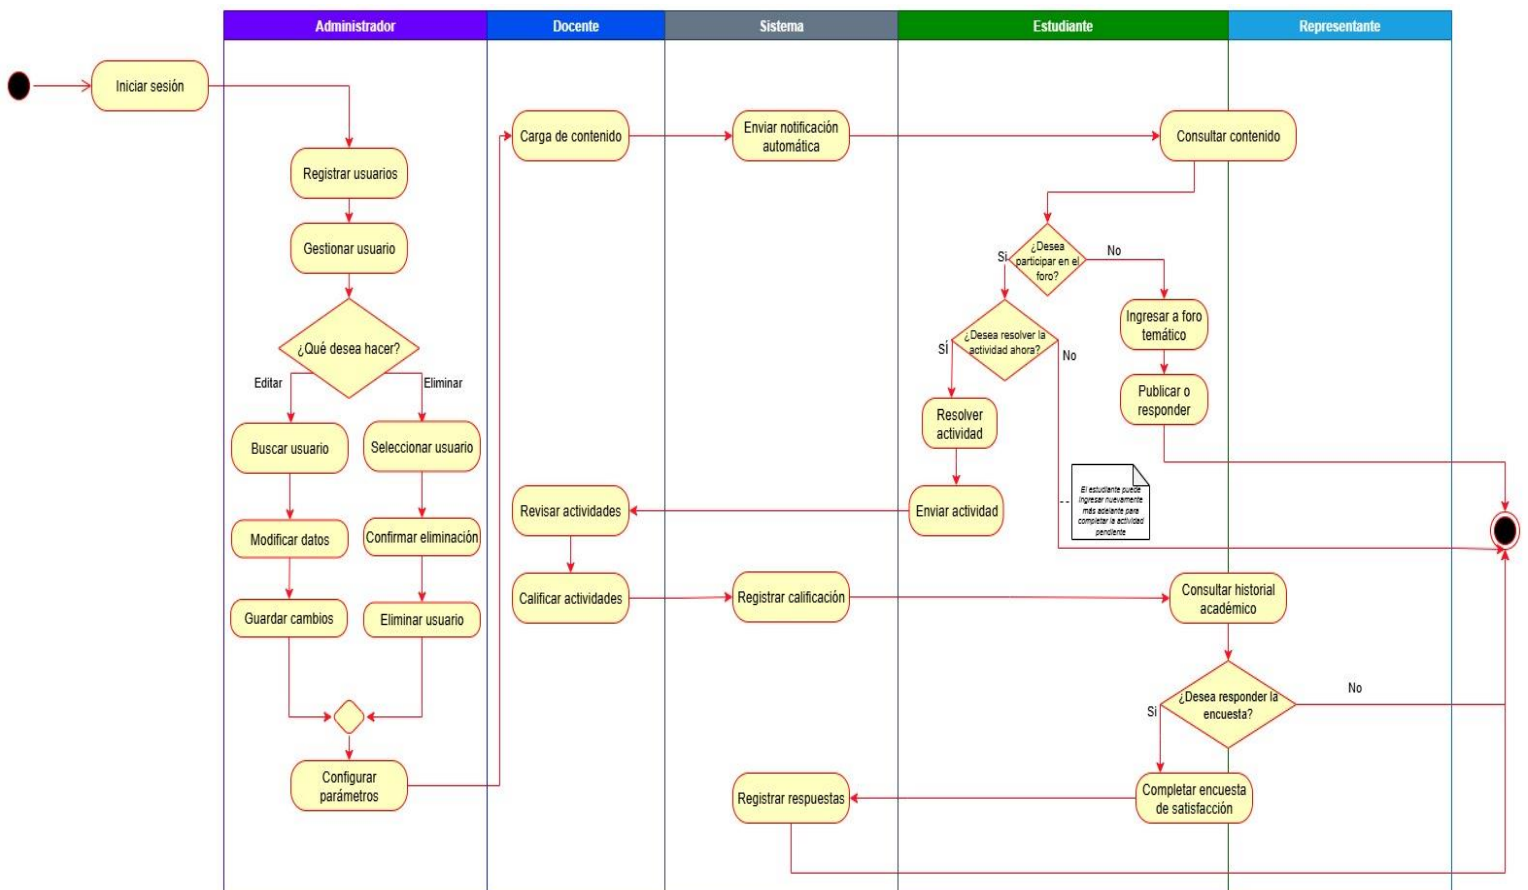 Administrador
Docente
Sistema
Estudiante
Representante
Iniciar sesión
Registrar usuarios
Gestionar usuario
¿Qué desea hacer?
Editar
Eliminar
Buscar usuario
Seleccionar usuario
Modificar datos
Confirmar eliminación
Guardar cambios
Eliminar usuario
Configurar
parámetros
Carga de contenido
Enviar notificación
automática
Consultar contenido
¿Desea
participar en el
foro?
Si
No
Ingresar a foro
temático
Publicar o
responder
¿Desea resolver la
actividad ahora?
SÍ
No
Resolver
actividad
Enviar actividad
El estudiante puede
ingresar nuevamente
más adelante para
completar la actividad
pendiente
Revisar actividades
Calificar actividades
Registrar calificación
Consultar historial
académico
¿Desea responder la
encuesta?
Si
No
Completar encuesta
de satisfacción
Registrar respuestas